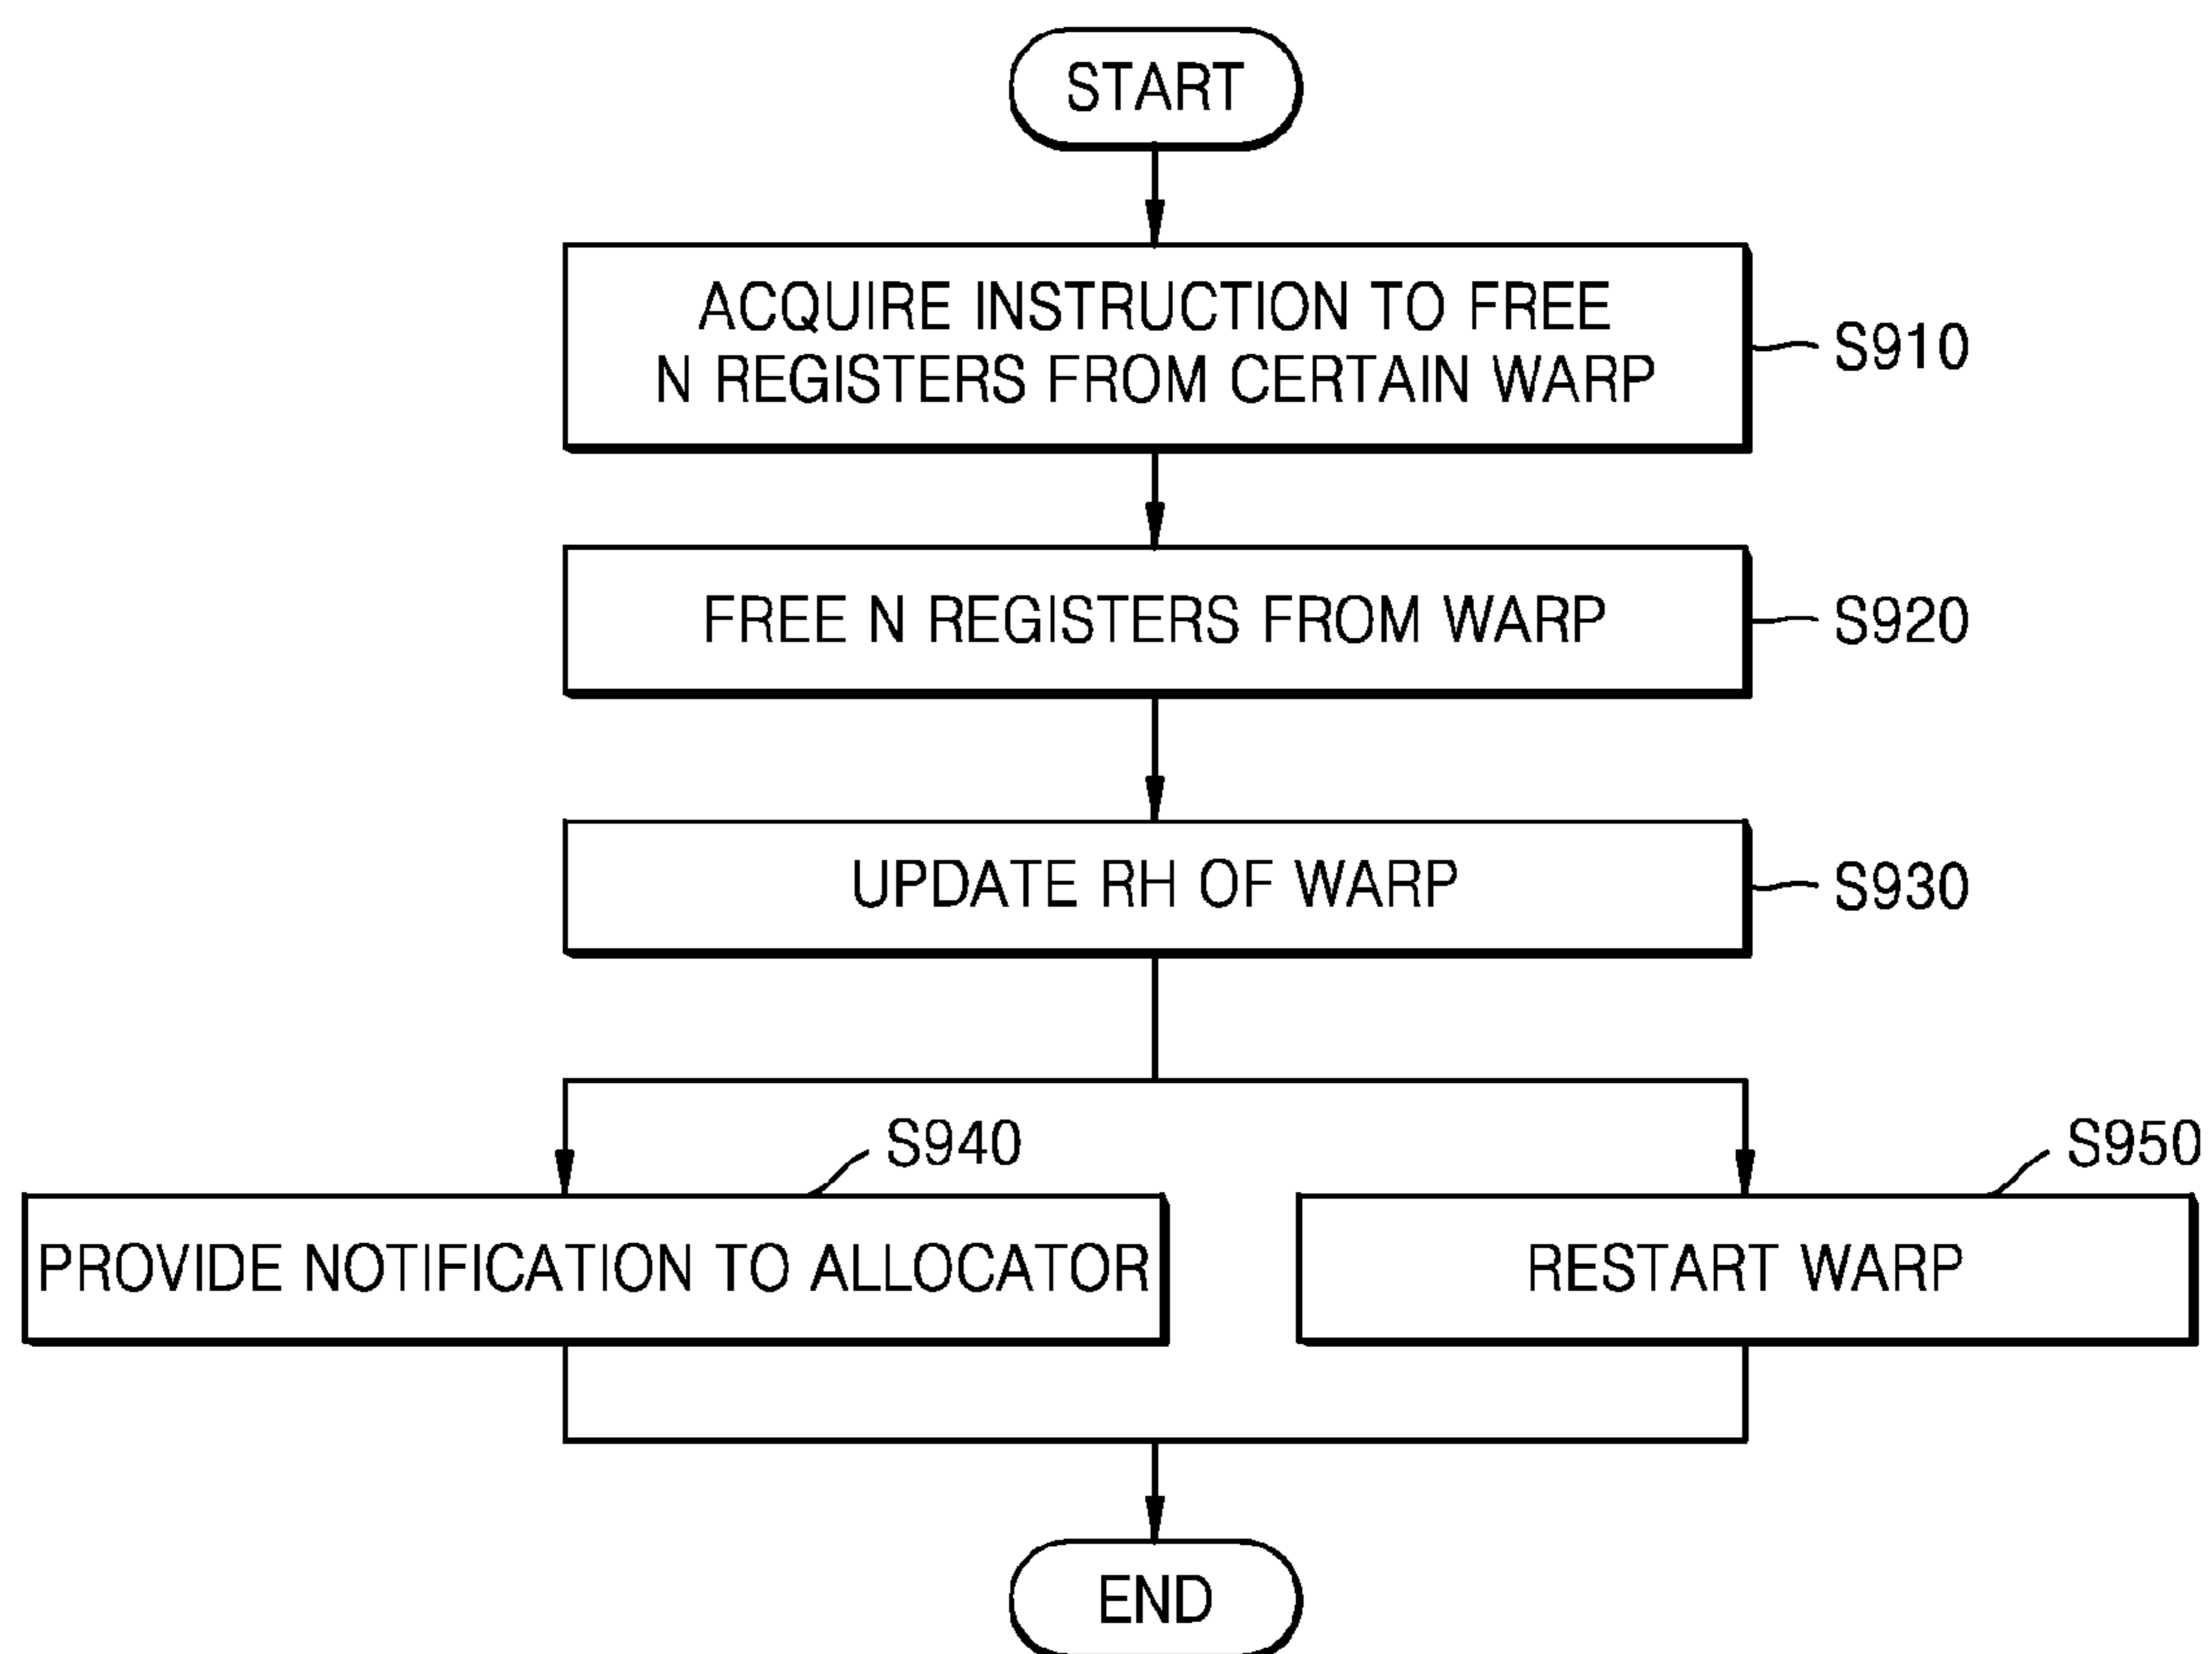 START
ACQUIRE INSTRUCTION TO FREE
N REGISTERS FROM CERTAIN WARP
S910
FREE N REGISTERS FROM WARP
S920
UPDATE RH OF WARP
S930
S940
S950
PROVIDE NOTIFICATION TO ALLOCATOR
RESTART WARP
END